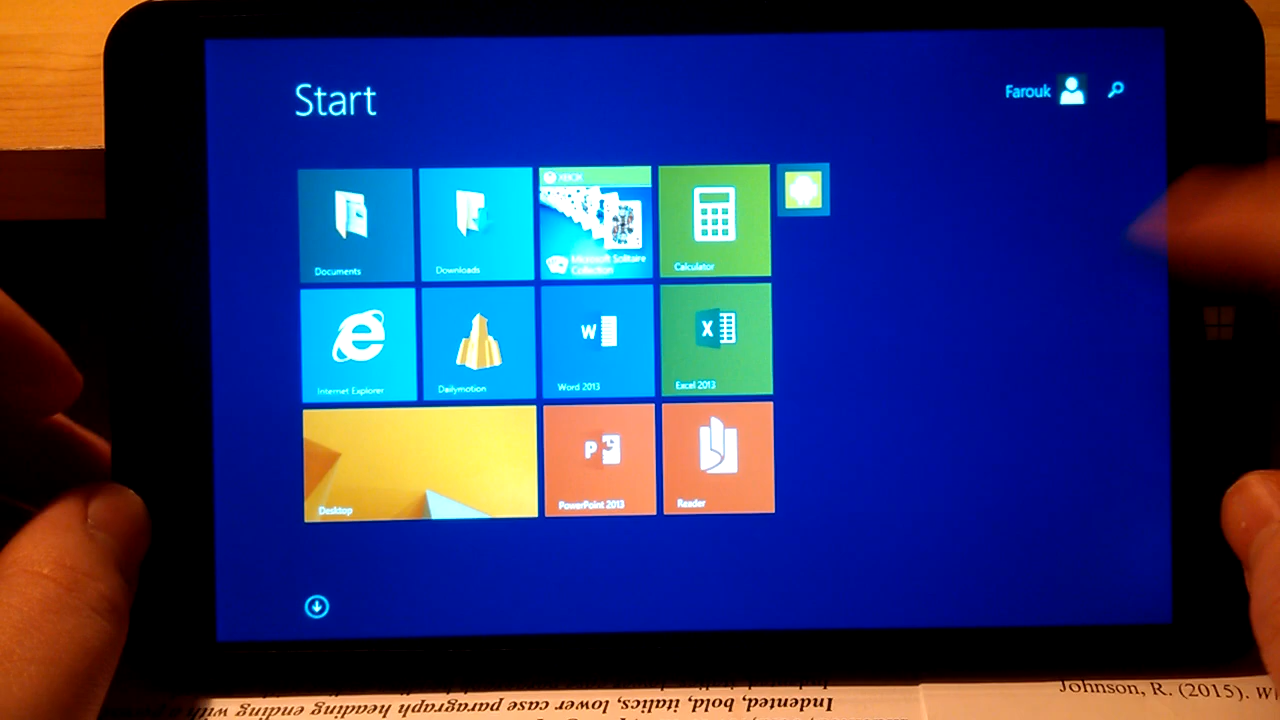 Start
Farouk
Documents
Downloads
XBOX
Microsoft Solitaire
Collection
Calculator
Internet Explorer
Dailymotion
Word 2013
Excel 2013
Desktop
PowerPoint 2013
Reader
Indented, bold, italics, lower case paragraph heading ending with a
Johnson, R. (2015).